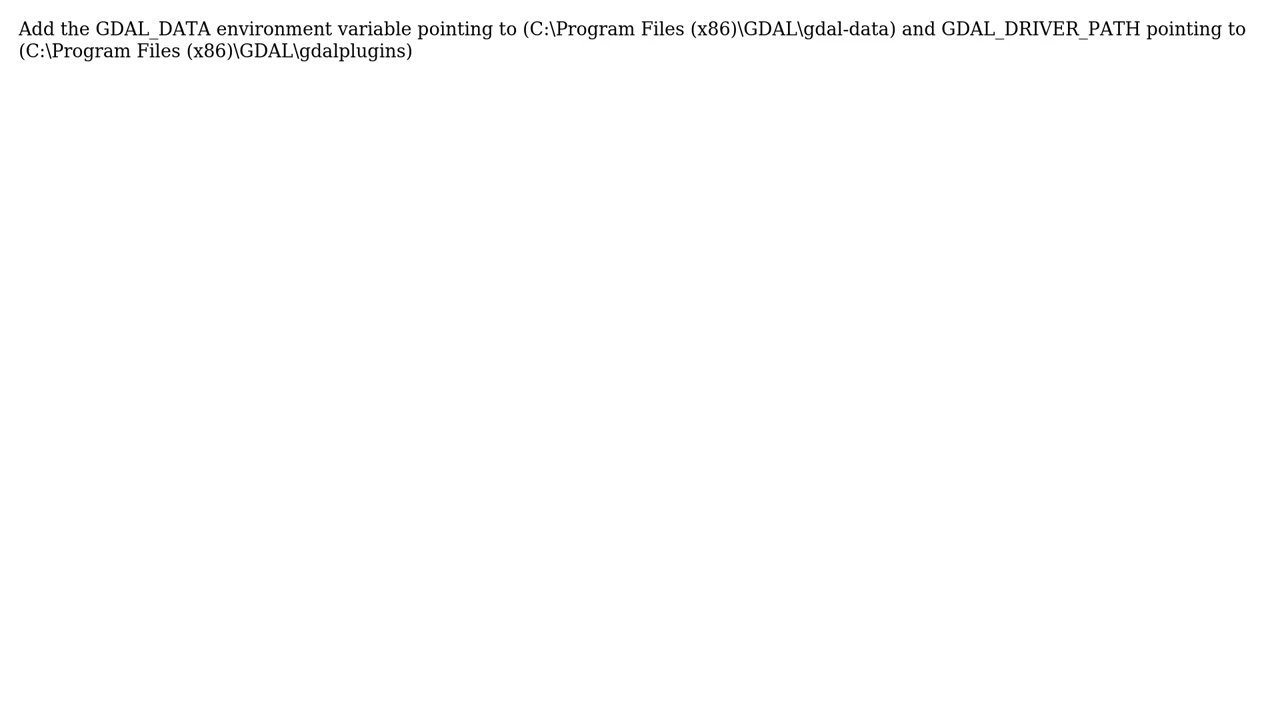 Add the GDAL_DATA environment variable pointing to (C:\Program Files (x86)\GDAL\gdal-data) and GDAL_DRIVER_PATH pointing to
(C:\Program Files (x86)\GDAL\gdalplugins)